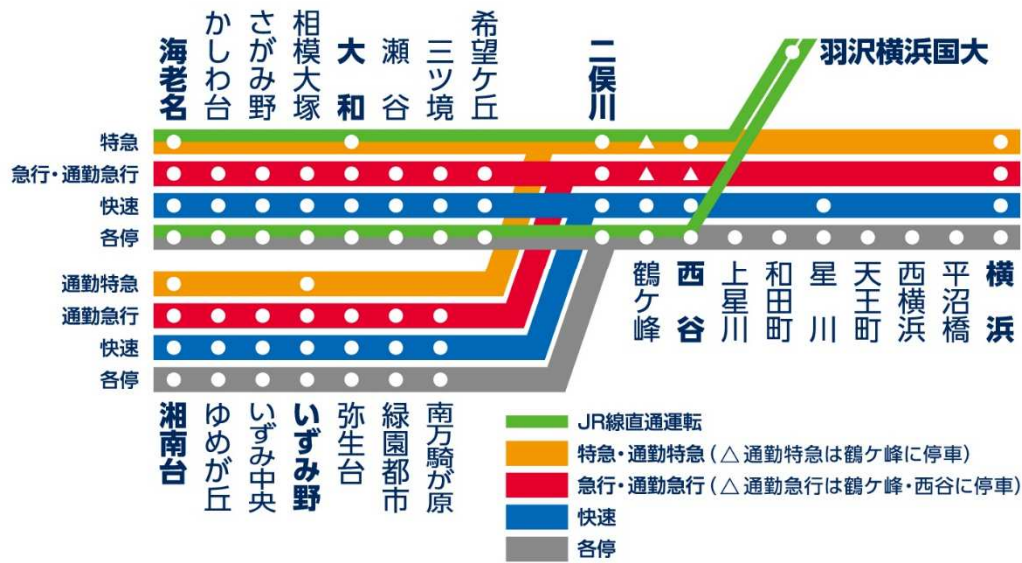 海老名
かしわ台
さがみ野
相模大塚
大和
瀬谷
三ツ境
希望ケ丘
二俣川
羽沢横浜国大
特急
急行・通勤急行
快速
各停
鶴ケ峰
西谷
上星川
和田町
星川
天王町
西横浜
平沼橋
横浜
通勤特急
通勤急行
快速
各停
湘南台
ゆめが丘
いずみ中央
いずみ野
弥生台
緑園都市
南万騎が原
JR線直通運転
特急・通勤特急(△通勤特急は鶴ケ峰に停車)
急行・通勤急行(△通勤急行は鶴ケ峰・西谷に停車)
快速
各停